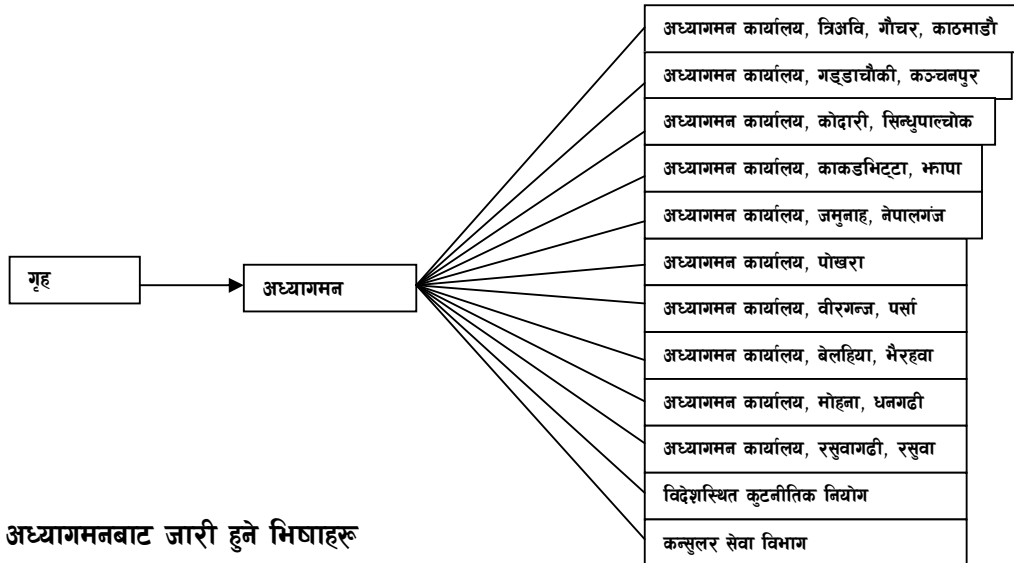 गृह
अध्यागमन
अध्यागमन कार्यालय, त्रिअवि, गौचर, काठमाडौ
अध्यागमन कार्यालय, गड्डाचौकी, कञ्चनपुर
अध्यागमन कार्यालय, कोदारी, सिन्धुपाल्चोक
अध्यागमन कार्यालय, काकडभिट्टा, झापा
अध्यागमन कार्यालय, जमुनाह, नेपालगंज
अध्यागमन कार्यालय, पोखरा
अध्यागमन कार्यालय, वीरगन्ज, पर्सा
अध्यागमन कार्यालय, बेलहिया, भैरहवा
अध्यागमन कार्यालय, मोहना, धनगढी
अध्यागमन कार्यालय, रसुवागढी, रसुवा
विदेशस्थित कुटनीतिक नियोग
कन्सुलर सेवा विभाग
अध्यागमनबाट जारी हुने भिषाहरू